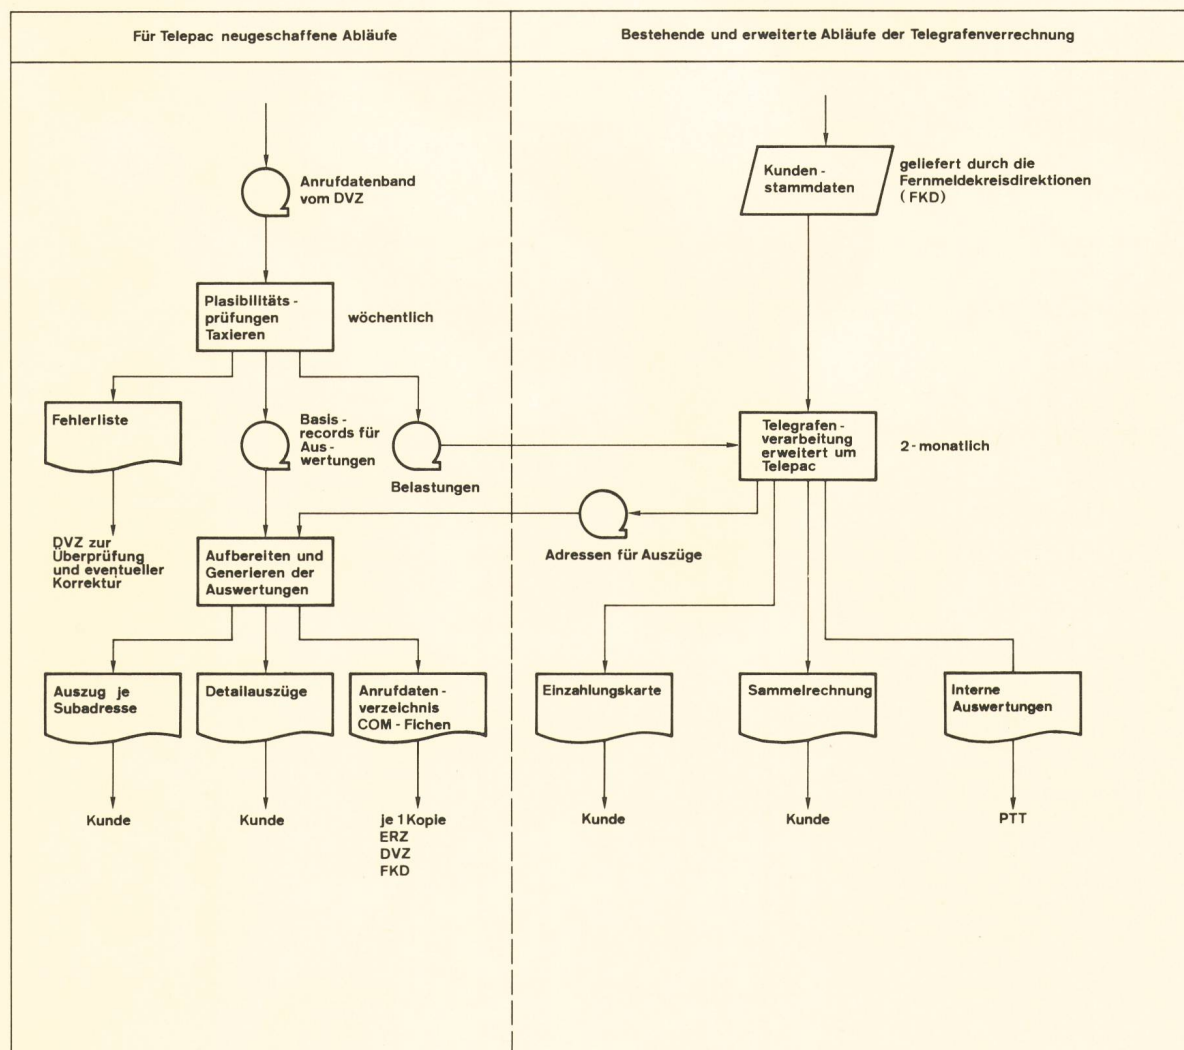 Für Telepac neugeschaffene Abläufe
Bestehende und erweiterte Abläufe der Telegrafenverrechnung
Anrufdatenband
vom DVZ
Kunden -
stammdaten
geliefert durch die
Fernmeldekreisdirektionen
( FKD)
Plasibilitäts -
prüfungen
Taxieren
wöchentlich
Fehlerliste
Basis -
records für
Aus -
wertungen
Belastungen
Telegrafen -
verarbeitung
erweitert um
Telepac
2 - monatlich
DVZ zur
Überprüfung
und eventueller
Korrektur
Aufbereiten und
Generieren der
Auswertungen
Adressen für Auszüge
Auszug je
Subadresse
Detailauszüge
Anrufdaten -
verzeichnis
COM - Fichen
Einzahlungskarte
Sammelrechnung
Interne
Auswertungen
Kunde
Kunde
je 1 Kopie
ERZ
DVZ
FKD
Kunde
Kunde
PTT